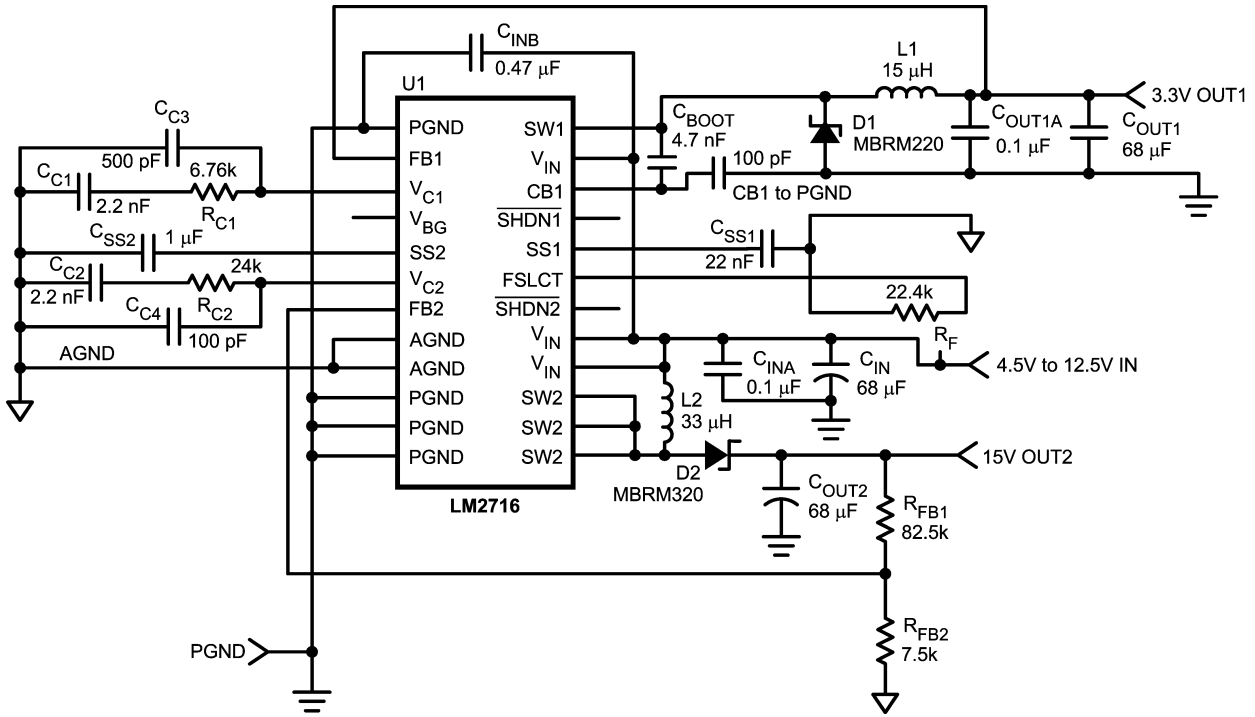 CINB
0.47 µF
U1
L1
15 µH
3.3V OUT1
CC3
500 pF
CC1
2.2 nF
6.76k
RC1
CSS2
1 µF
CC2
2.2 nF
24k
RC2
CC4
100 pF
AGND
PGND
FB1
VC1
VBG
SS2
VC2
FB2
AGND
AGND
PGND
PGND
PGND
SW1
VIN
CB1
SHDN1
SS1
FSLCT
SHDN2
VIN
VIN
SW2
SW2
SW2
LM2716
CBOOT
4.7 nF
100 pF
CB1 to PGND
D1
MBRM220
COUT1A
0.1 µF
COUT1
68 µF
CSS1
22 nF
22.4k
RF
4.5V to 12.5V IN
CINA
0.1 µF
CIN
68 µF
L2
33 µH
D2
MBRM320
15V OUT2
COUT2
68 µF
RFB1
82.5k
RFB2
7.5k
PGND